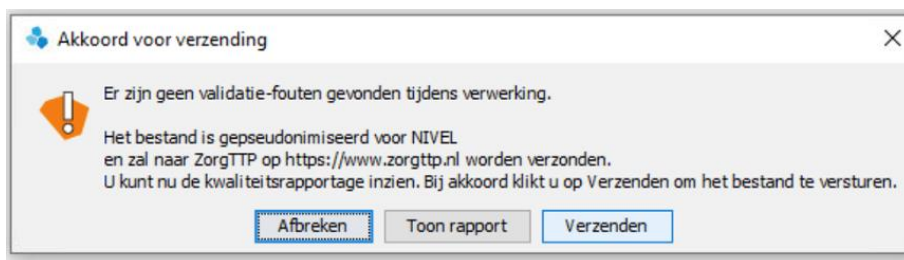 Akkoord voor verzending
Er zijn geen validatie-fouten gevonden tijdens verwerking.
Het bestand is gepseudonimiseerd voor NIVEL
en zal naar ZorgTTP op https://www.zorgttp.nl worden verzonden.
U kunt nu de kwaliteitsrapportage inzien. Bij akkoord klikt u op Verzenden om het bestand te versturen.
Afbreken Toon rapport Verzenden